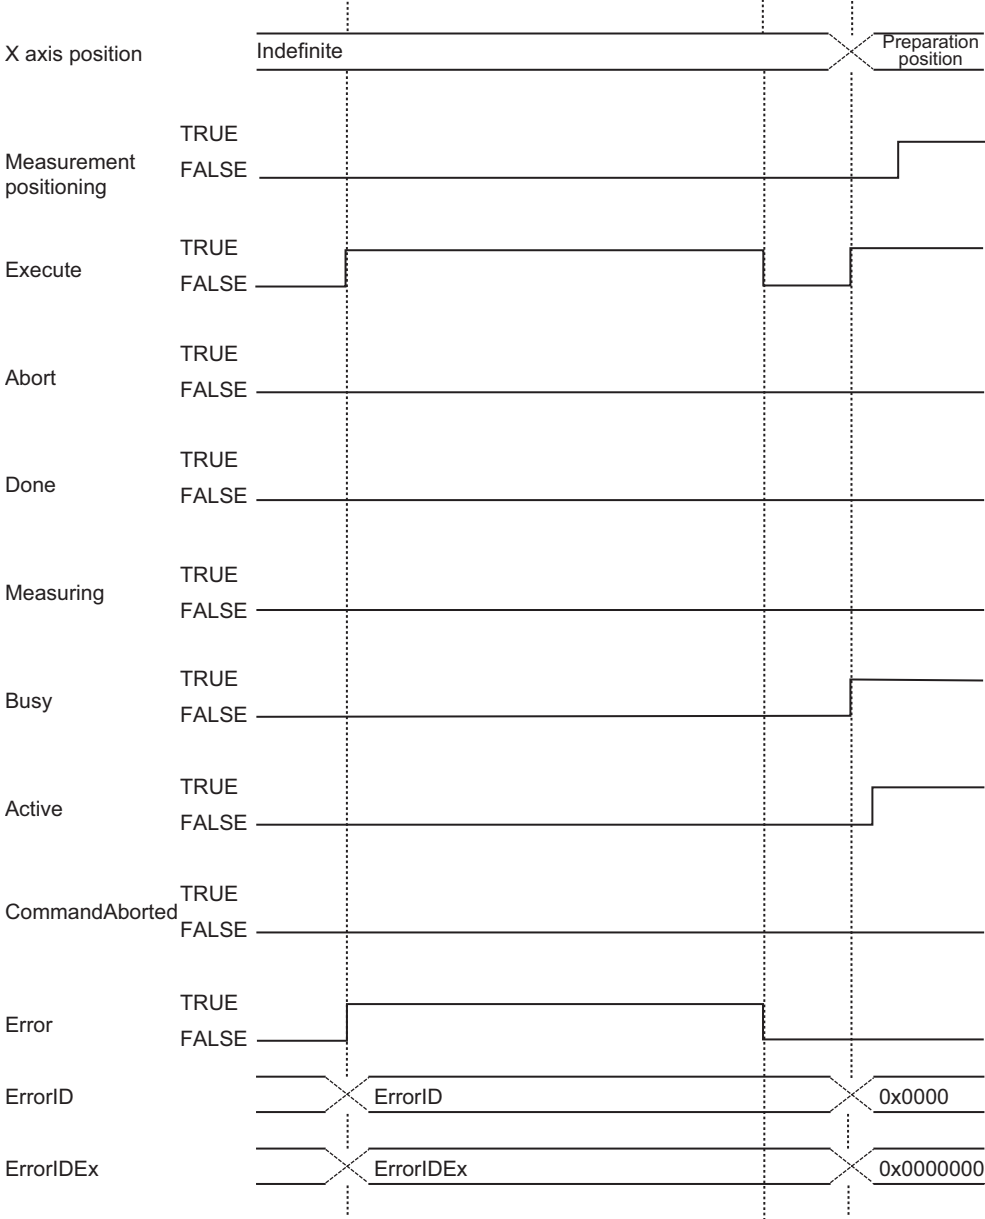 X axis position
Indefinite
Preparation
position
Measurement
positioning
TRUE
FALSE
Execute
TRUE
FALSE
Abort
TRUE
FALSE
Done
TRUE
FALSE
Measuring
TRUE
FALSE
Busy
TRUE
FALSE
Active
TRUE
FALSE
CommandAborted
TRUE
FALSE
Error
TRUE
FALSE
ErrorID
ErrorID
0x0000
ErrorIDEx
ErrorIDEx
0x0000000